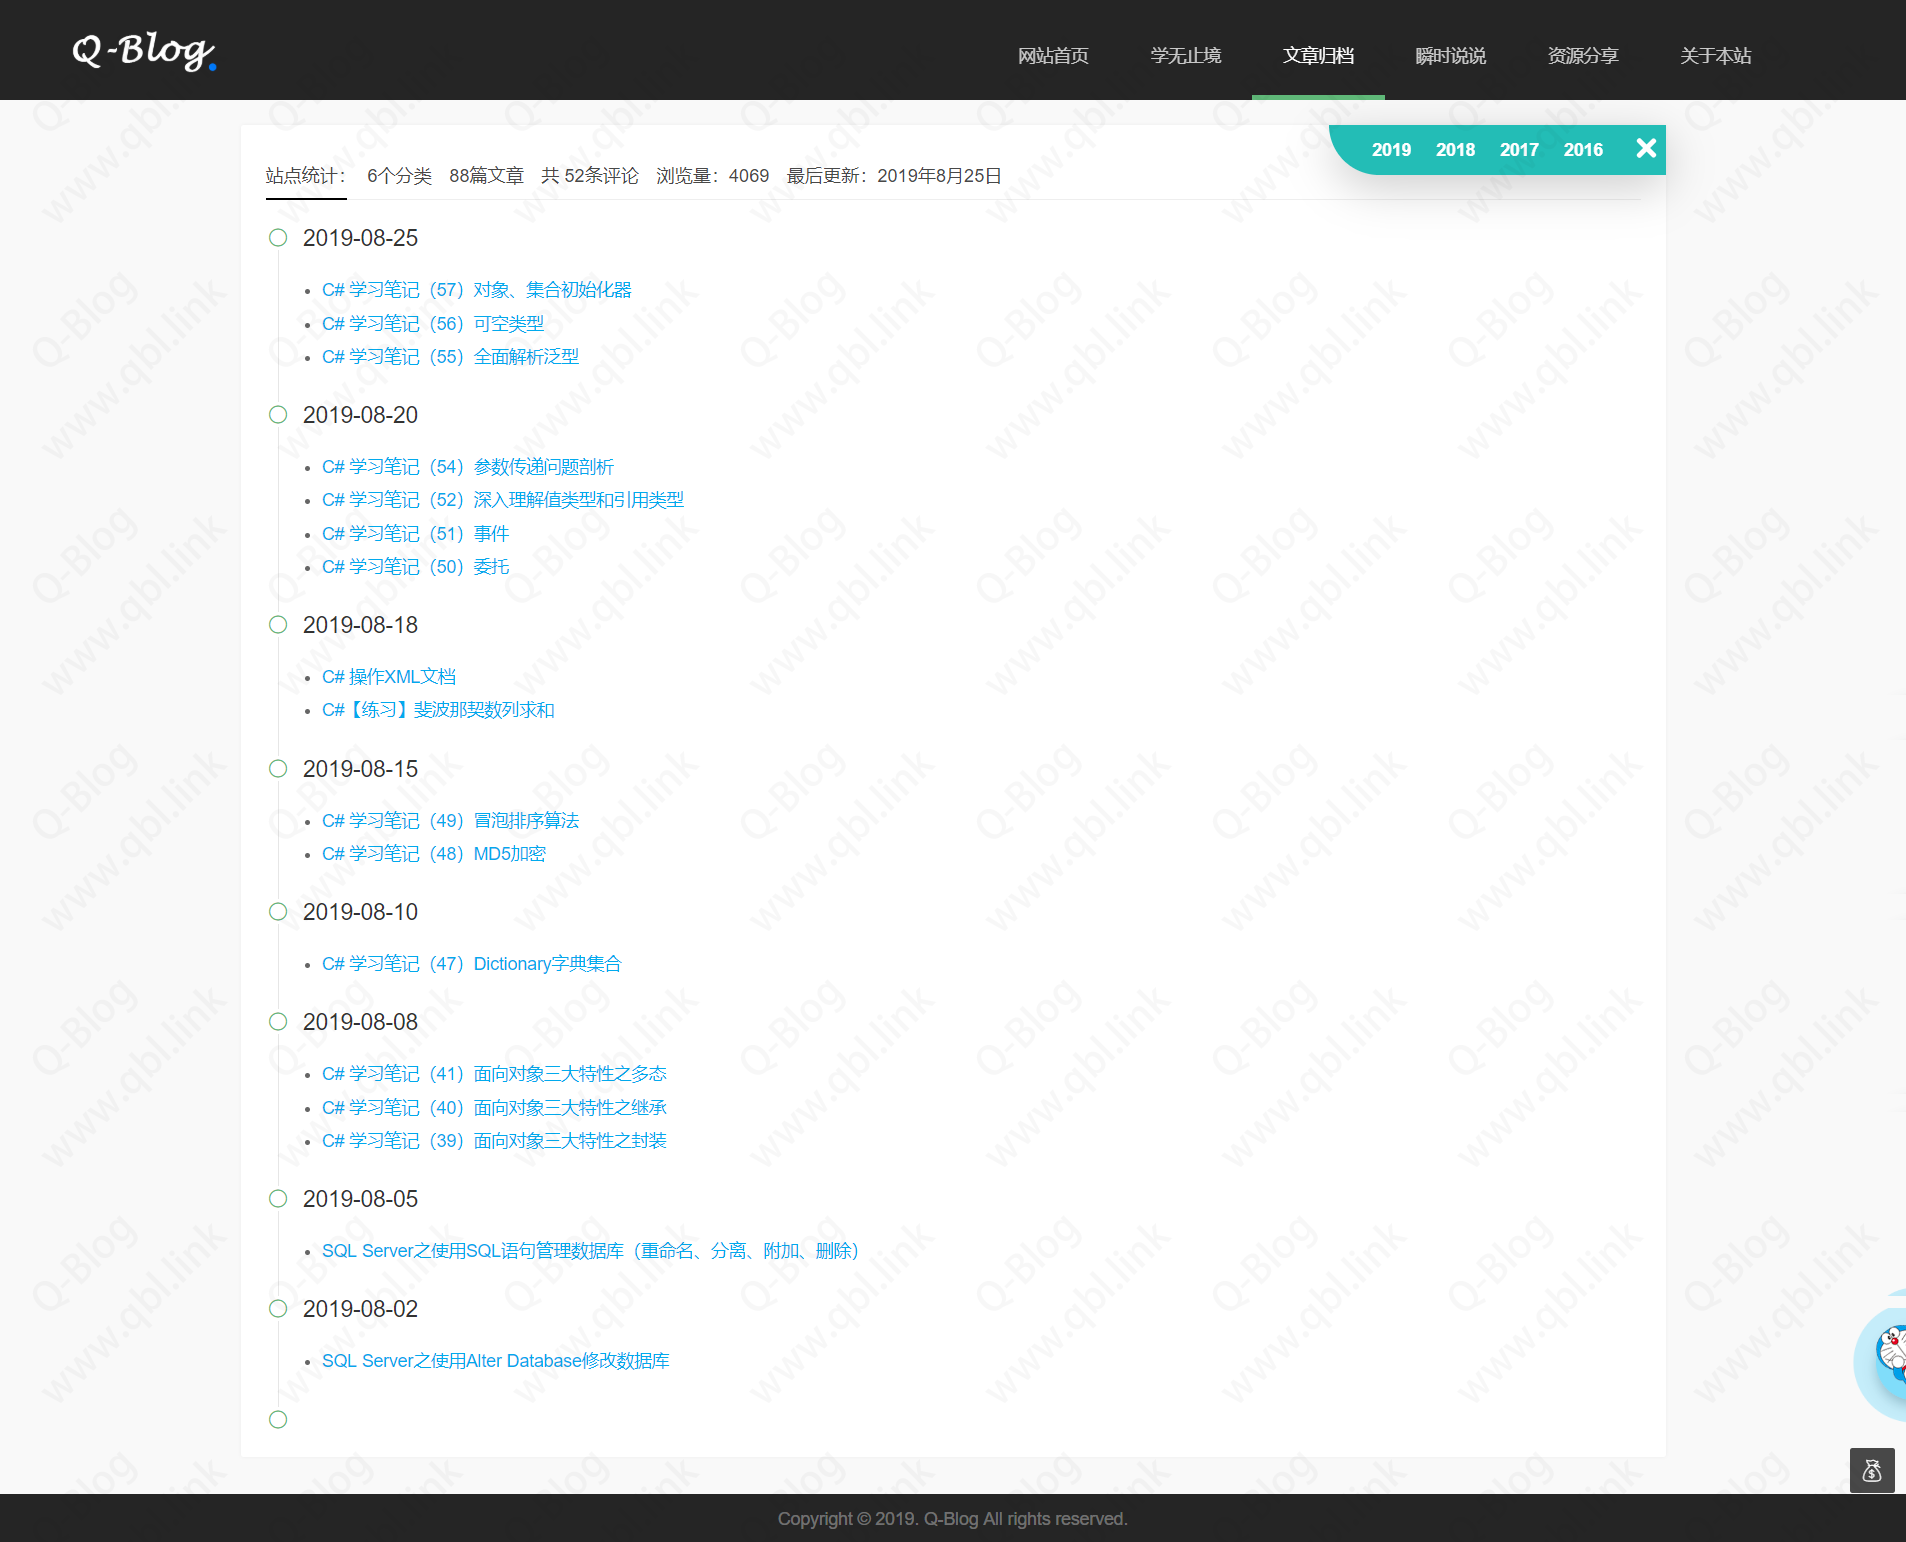 Q-Blog.
网站首页 学无止境 文章归档 瞬时说说 资源分享 关于本站
2019 2018 2017 2016
站点统计： 6个分类 88篇文章 共 52条评论 浏览量：4069 最后更新：2019年8月25日
2019-08-25
C# 学习笔记（57）对象、集合初始化器
C# 学习笔记（56）可空类型
C# 学习笔记（55）全面解析泛型
2019-08-20
C# 学习笔记（54）参数传递问题剖析
C# 学习笔记（52）深入理解值类型和引用类型
C# 学习笔记（51）事件
C# 学习笔记（50）委托
2019-08-18
C# 操作XML文档
C#【练习】斐波那契数列求和
2019-08-15
C# 学习笔记（49）冒泡排序算法
C# 学习笔记（48）MD5加密
2019-08-10
C# 学习笔记（47）Dictionary字典集合
2019-08-08
C# 学习笔记（41）面向对象三大特性之多态
C# 学习笔记（40）面向对象三大特性之继承
C# 学习笔记（39）面向对象三大特性之封装
2019-08-05
SQL Server之使用SQL语句管理数据库（重命名、分离、附加、删除）
2019-08-02
SQL Server之使用Alter Database修改数据库
Copyright © 2019. Q-Blog All rights reserved.
Q-Blog
www.qbl.link